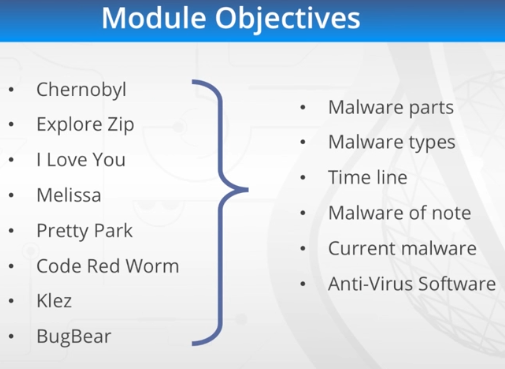 Module Objectives
• Chernobyl
• Explore Zip
• I Love You
• Melissa
• Pretty Park
• Code Red Worm
• Klez
• BugBear
• Malware parts
• Malware types
• Time line
• Malware of note
• Current malware
• Anti-Virus Software